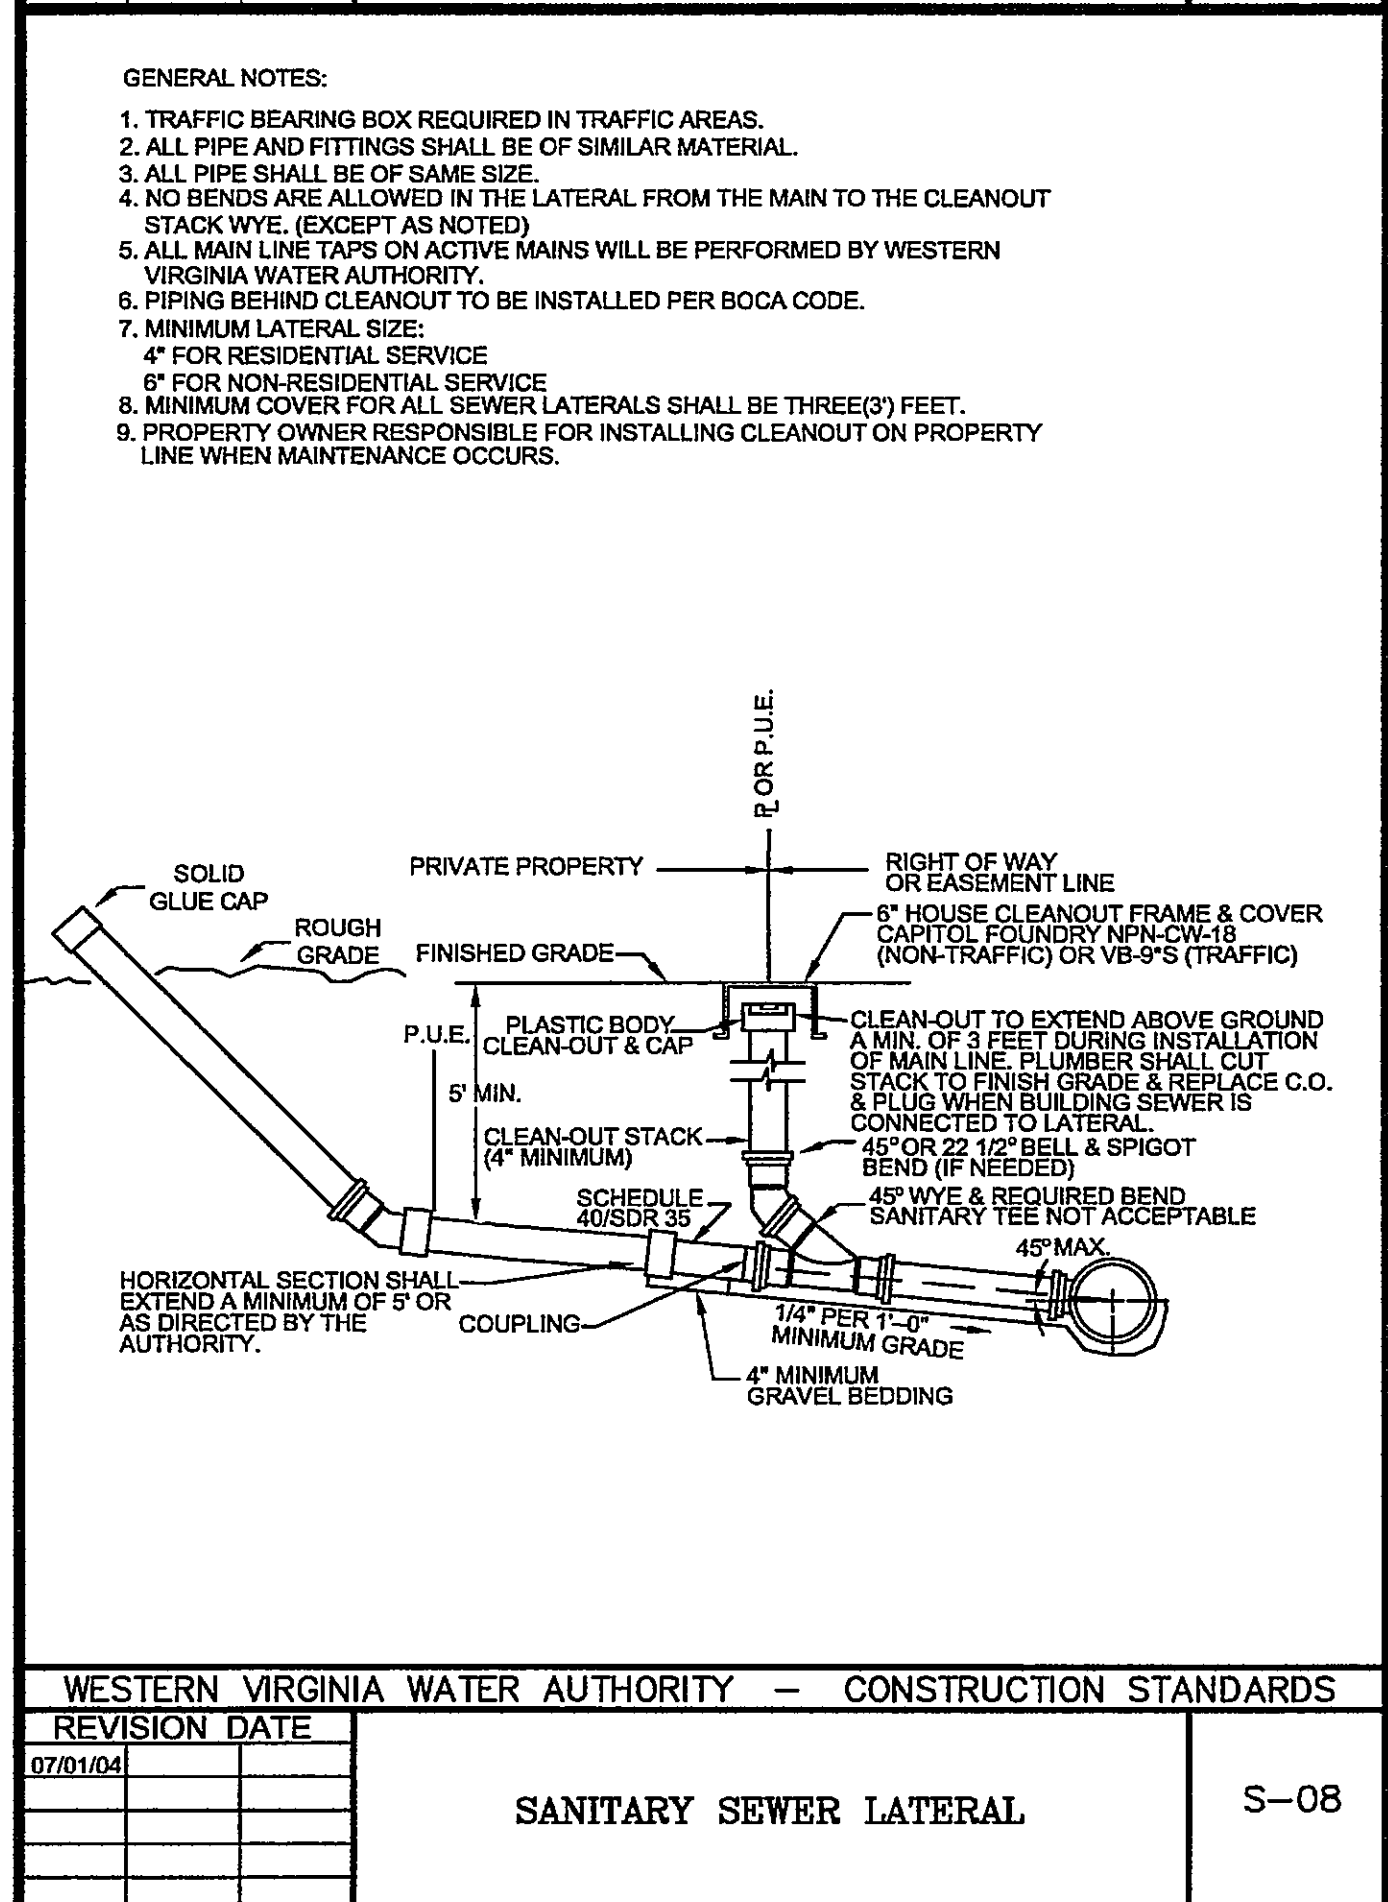 GENERAL NOTES:
1. TRAFFIC BEARING BOX REQUIRED IN TRAFFIC AREAS.
2. ALL PIPE AND FITTINGS SHALL BE OF SIMILAR MATERIAL.
3. ALL PIPE SHALL BE OF SAME SIZE.
4. NO BENDS ARE ALLOWED IN THE LATERAL FROM THE MAIN TO THE CLEANOUT
STACK WYE. (EXCEPT AS NOTED)
5. ALL MAIN LINE TAPS ON ACTIVE MAINS WILL BE PERFORMED BY WESTERN
VIRGINIA WATER AUTHORITY.
6. PIPING BEHIND CLEANOUT TO BE INSTALLED PER BOCA CODE.
7. MINIMUM LATERAL SIZE:
4" FOR RESIDENTIAL SERVICE
6" FOR NON-RESIDENTIAL SERVICE
8. MINIMUM COVER FOR ALL SEWER LATERALS SHALL BE THREE(3') FEET.
9. PROPERTY OWNER RESPONSIBLE FOR INSTALLING CLEANOUT ON PROPERTY
LINE WHEN MAINTENANCE OCCURS.
PL OR P.U.E.
PRIVATE PROPERTY
RIGHT OF WAY
OR EASEMENT LINE
SOLID
GLUE CAP
ROUGH
GRADE
FINISHED GRADE
6" HOUSE CLEANOUT FRAME & COVER
CAPITOL FOUNDRY NPN-CW-18
(NON-TRAFFIC) OR VB-9"S (TRAFFIC)
P.U.E.
5' MIN.
PLASTIC BODY
CLEAN-OUT & CAP
CLEAN-OUT TO EXTEND ABOVE GROUND
A MIN. OF 3 FEET DURING INSTALLATION
OF MAIN LINE. PLUMBER SHALL CUT
STACK TO FINISH GRADE & REPLACE C.O.
& PLUG WHEN BUILDING SEWER IS
CONNECTED TO LATERAL.
CLEAN-OUT STACK
(4" MINIMUM)
45° OR 22 1/2° BELL & SPIGOT
BEND (IF NEEDED)
SCHEDULE
40/SDR 35
45° WYE & REQUIRED BEND
SANITARY TEE NOT ACCEPTABLE
45° MAX.
HORIZONTAL SECTION SHALL
EXTEND A MINIMUM OF 5' OR
AS DIRECTED BY THE
AUTHORITY.
COUPLING
1/4" PER 1'-0"
MINIMUM GRADE
4" MINIMUM
GRAVEL BEDDING
WESTERN VIRGINIA WATER AUTHORITY – CONSTRUCTION STANDARDS
REVISION DATE
07/01/04
SANITARY SEWER LATERAL
S-08